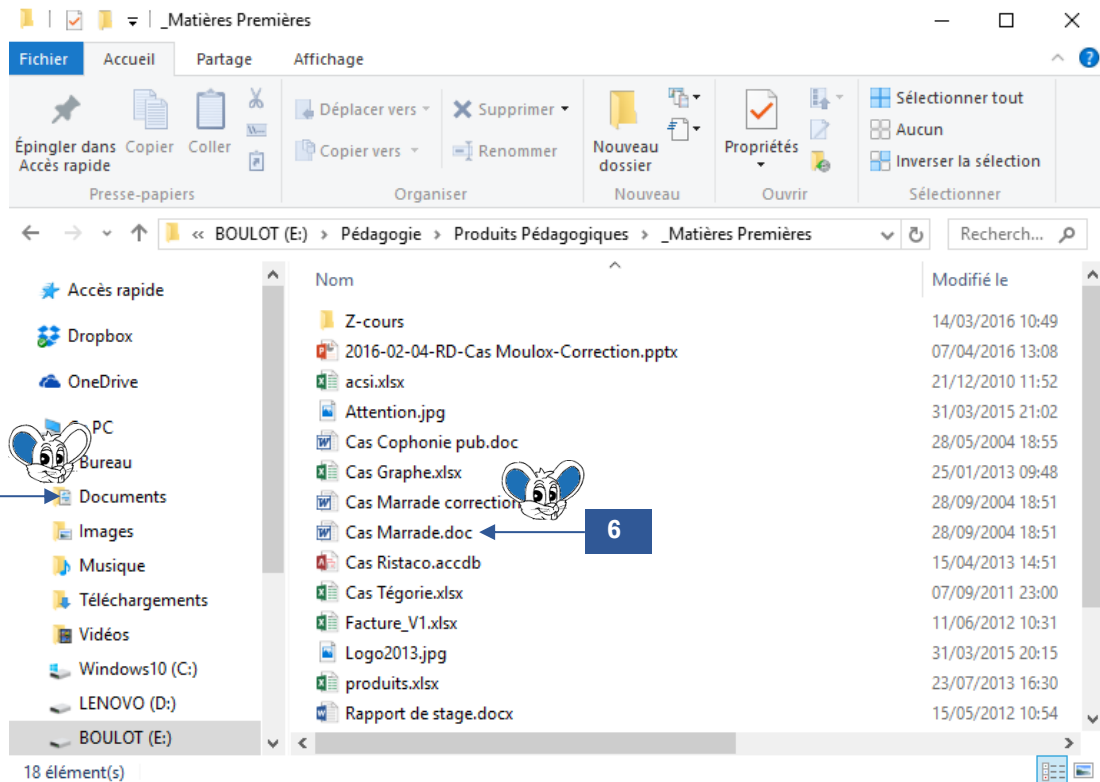 _Matières Premières
Fichier Accueil Partage Affichage
Épingler dans Accès rapide
Copier
Coller
Déplacer vers
Copier vers
Supprimer
Renommer
Nouveau dossier
Propriétés
Sélectionner tout
Aucun
Inverser la sélection
Presse-papiers Organiser Nouveau Ouvrir Sélectionner
« BOULOT (E:) > Pédagogie > Produits Pédagogiques > _Matières Premières
Recherch...
Accès rapide
Dropbox
OneDrive
PC
Bureau
Documents
Images
Musique
Téléchargements
Vidéos
Windows10 (C:)
LENOVO (D:)
BOULOT (E:)
Nom Modifié le
Z-cours 14/03/2016 10:49
2016-02-04-RD-Cas Moulox-Correction.pptx 07/04/2016 13:08
acsi.xlsx 21/12/2010 11:52
Attention.jpg 31/03/2015 21:02
Cas Cophonie pub.doc 28/05/2004 18:55
Cas Graphe.xlsx 25/01/2013 09:48
Cas Marrade correction 28/09/2004 18:51
Cas Marrade.doc 6 28/09/2004 18:51
Cas Ristaco.accdb 15/04/2013 14:51
Cas Tégorie.xlsx 07/09/2011 23:00
Facture_V1.xlsx 11/06/2012 10:31
Logo2013.jpg 31/03/2015 20:15
produits.xlsx 23/07/2013 16:30
Rapport de stage.docx 15/05/2012 10:54
18 élément(s)